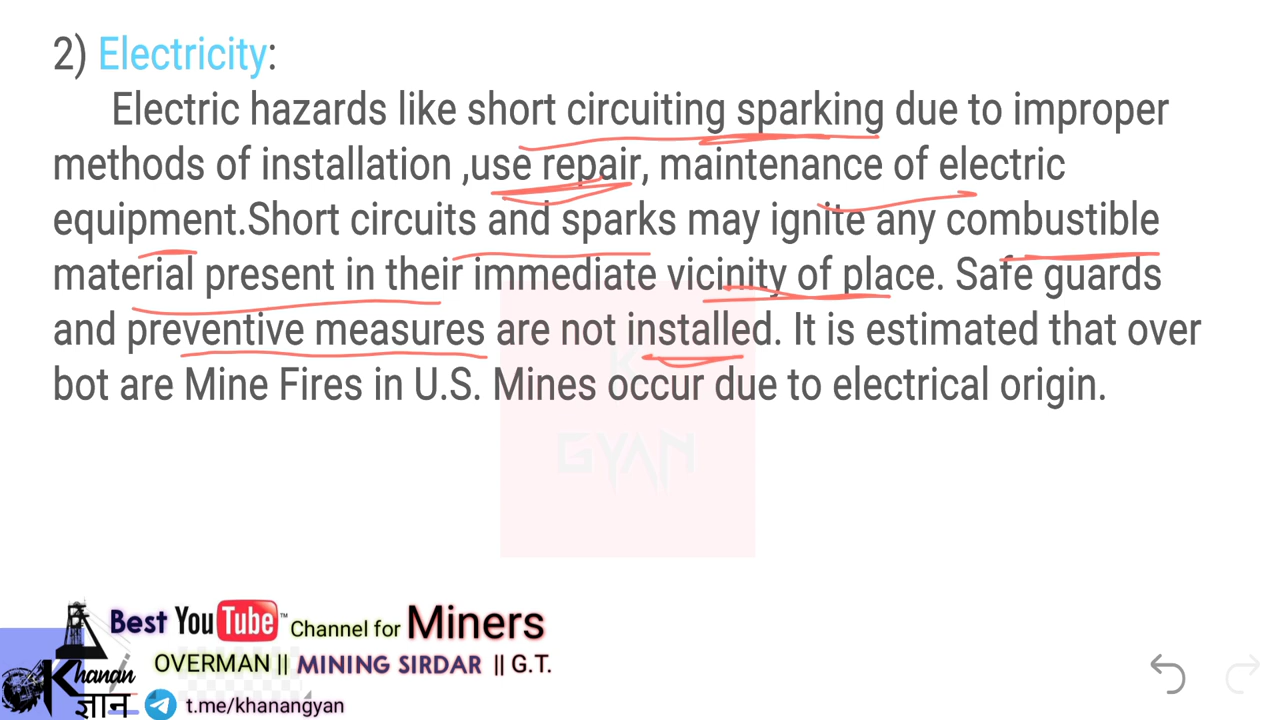 2) Electricity:
Electric hazards like short circuiting sparking due to improper
methods of installation ,use repair, maintenance of electric
equipment.Short circuits and sparks may ignite any combustible
material present in their immediate vicinity of place. Safe guards
and preventive measures are not installed. It is estimated that over
bot are Mine Fires in U.S. Mines occur due to electrical origin.
K
GYAN
Best YouTube™ Channel for Miners
OVERMAN || MINING SIRDAR || G.T.
Khanan
ज्ञान
t.me/khanangyan